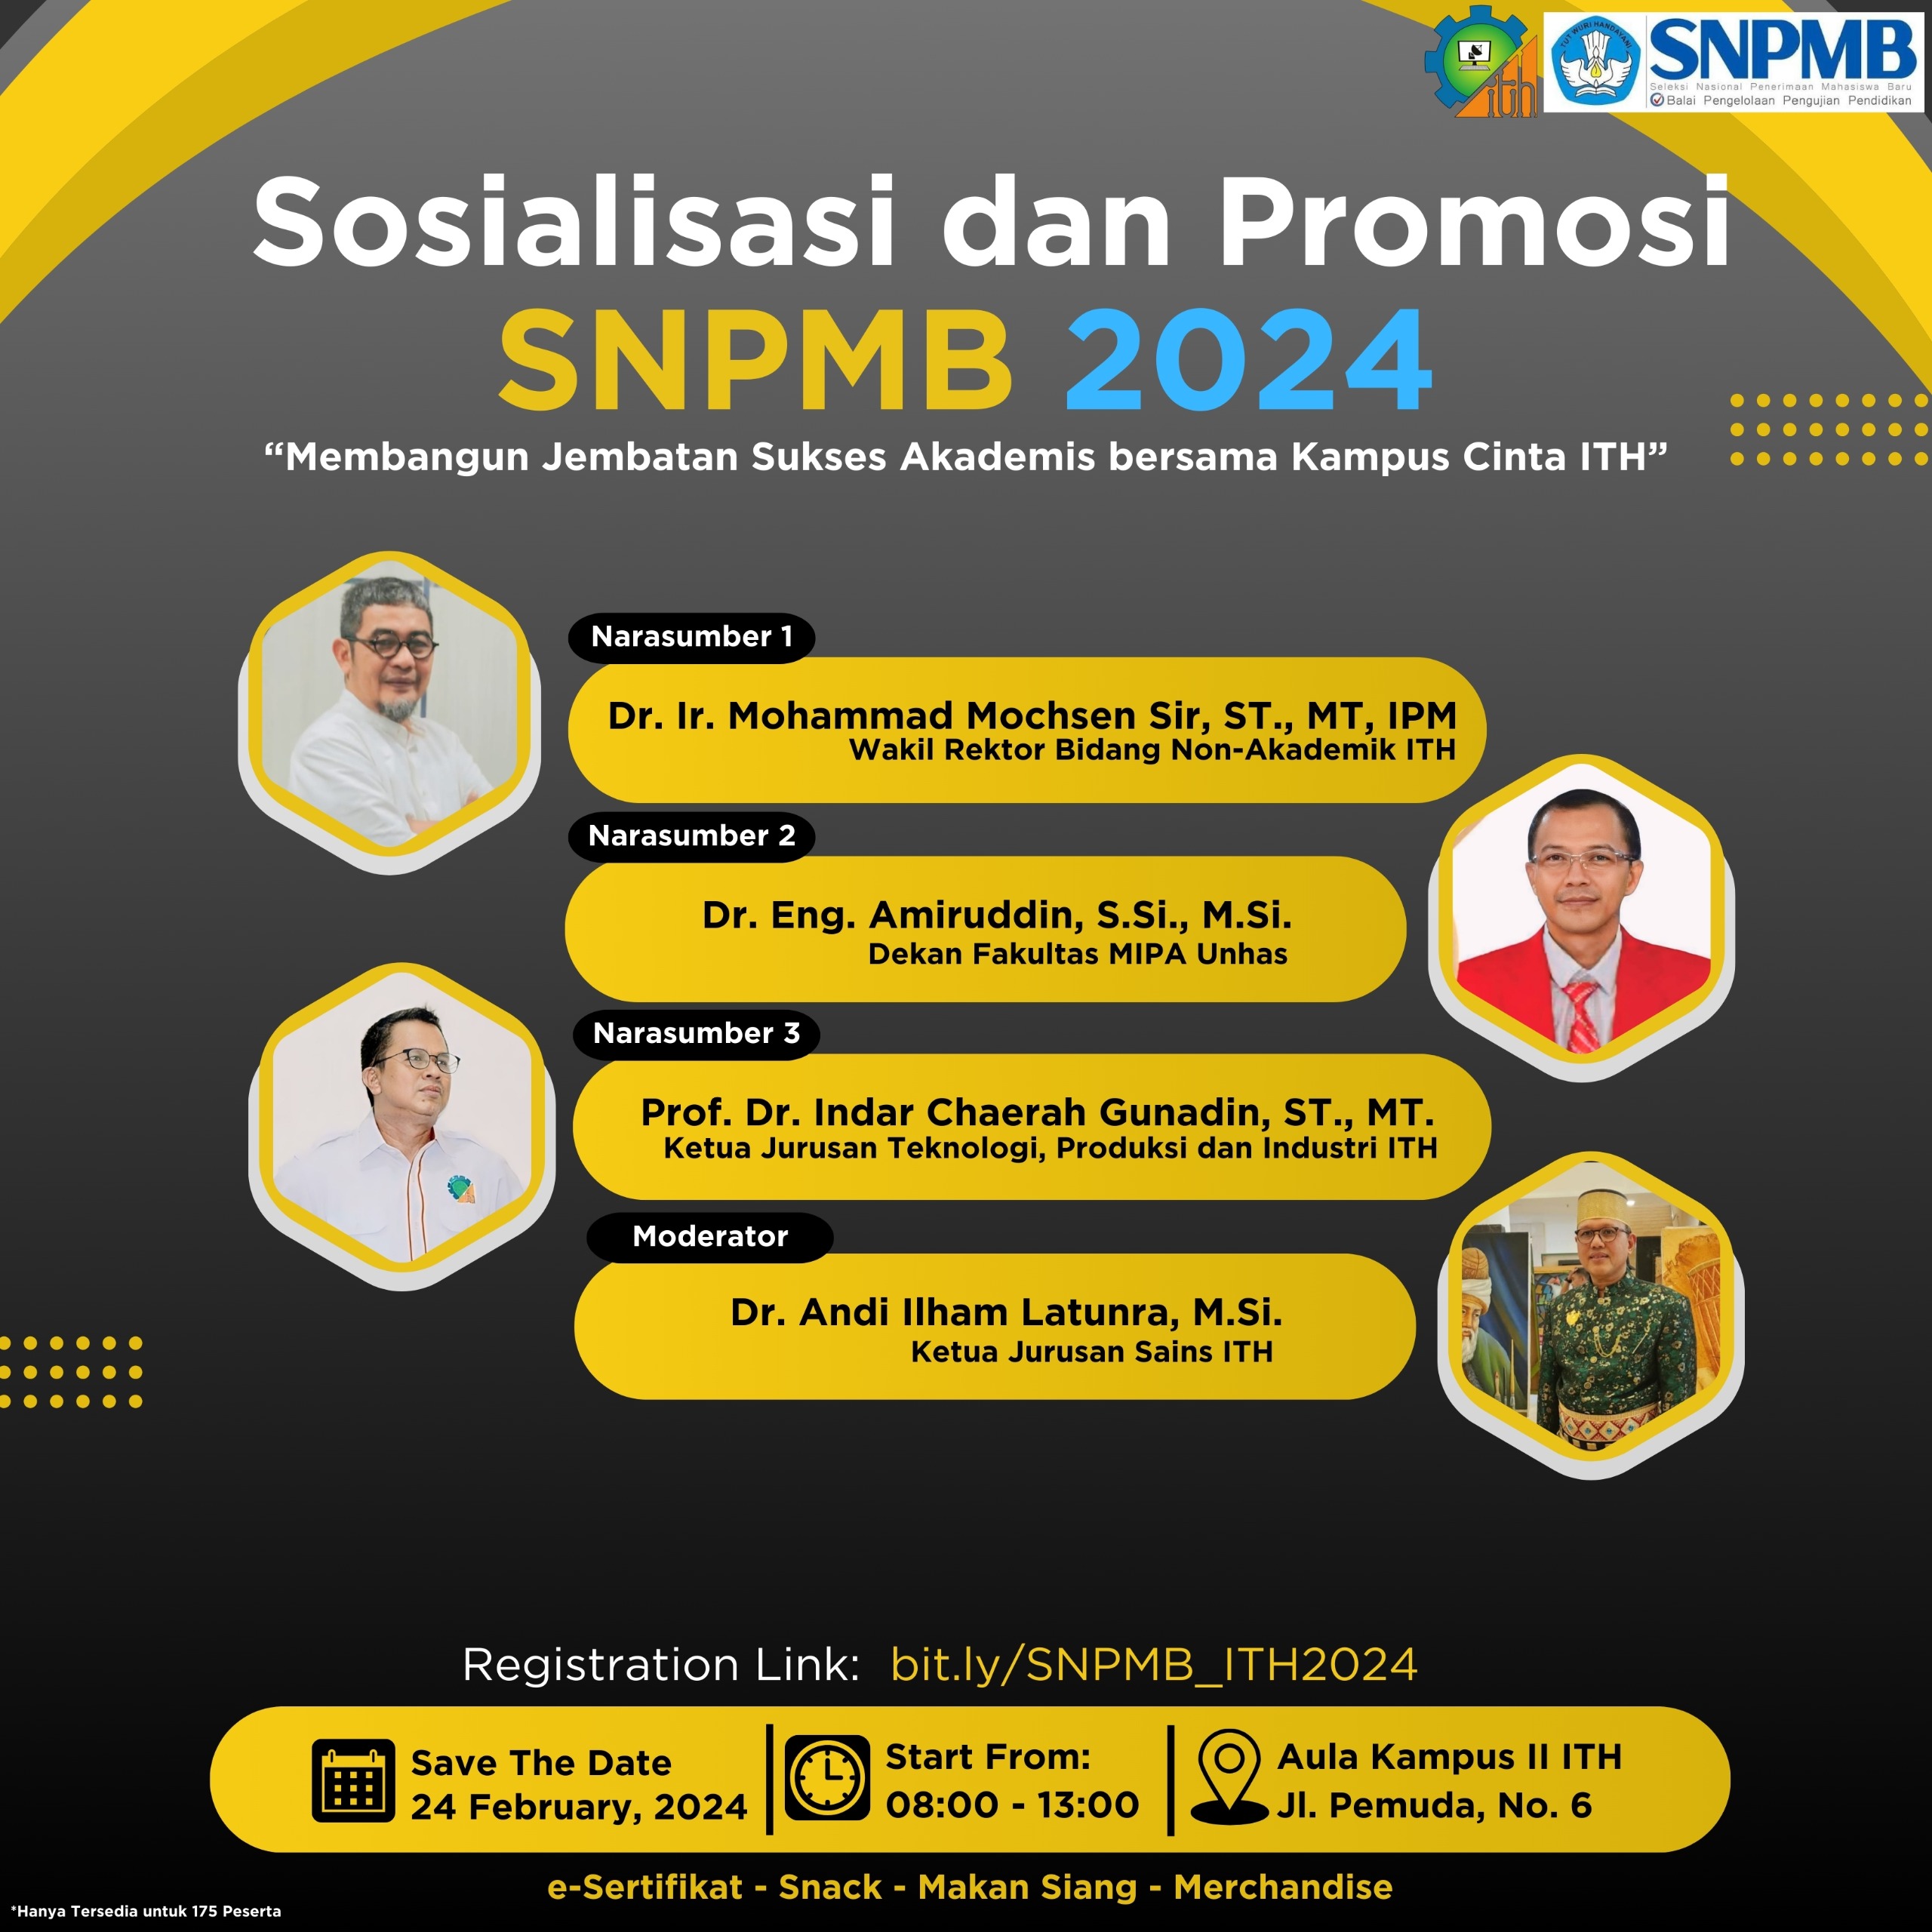 ith
TUT WURI HANDAYANI
SNPMB
Seleksi Nasional Penerimaan Mahasiswa Baru
Balai Pengelolaan Pengujian Pendidikan
Sosialisasi dan Promosi
SNPMB 2024
“Membangun Jembatan Sukses Akademis bersama Kampus Cinta ITH”
Narasumber 1
Dr. Ir. Mohammad Mochsen Sir, ST., MT, IPM
Wakil Rektor Bidang Non-Akademik ITH
Narasumber 2
Dr. Eng. Amiruddin, S.Si., M.Si.
Dekan Fakultas MIPA Unhas
Narasumber 3
Prof. Dr. Indar Chaerah Gunadin, ST., MT.
Ketua Jurusan Teknologi, Produksi dan Industri ITH
Moderator
Dr. Andi Ilham Latunra, M.Si.
Ketua Jurusan Sains ITH
Registration Link: bit.ly/SNPMB_ITH2024
Save The Date
24 February, 2024
Start From:
08:00 - 13:00
Aula Kampus II ITH
Jl. Pemuda, No. 6
e-Sertifikat - Snack - Makan Siang - Merchandise
*Hanya Tersedia untuk 175 Peserta